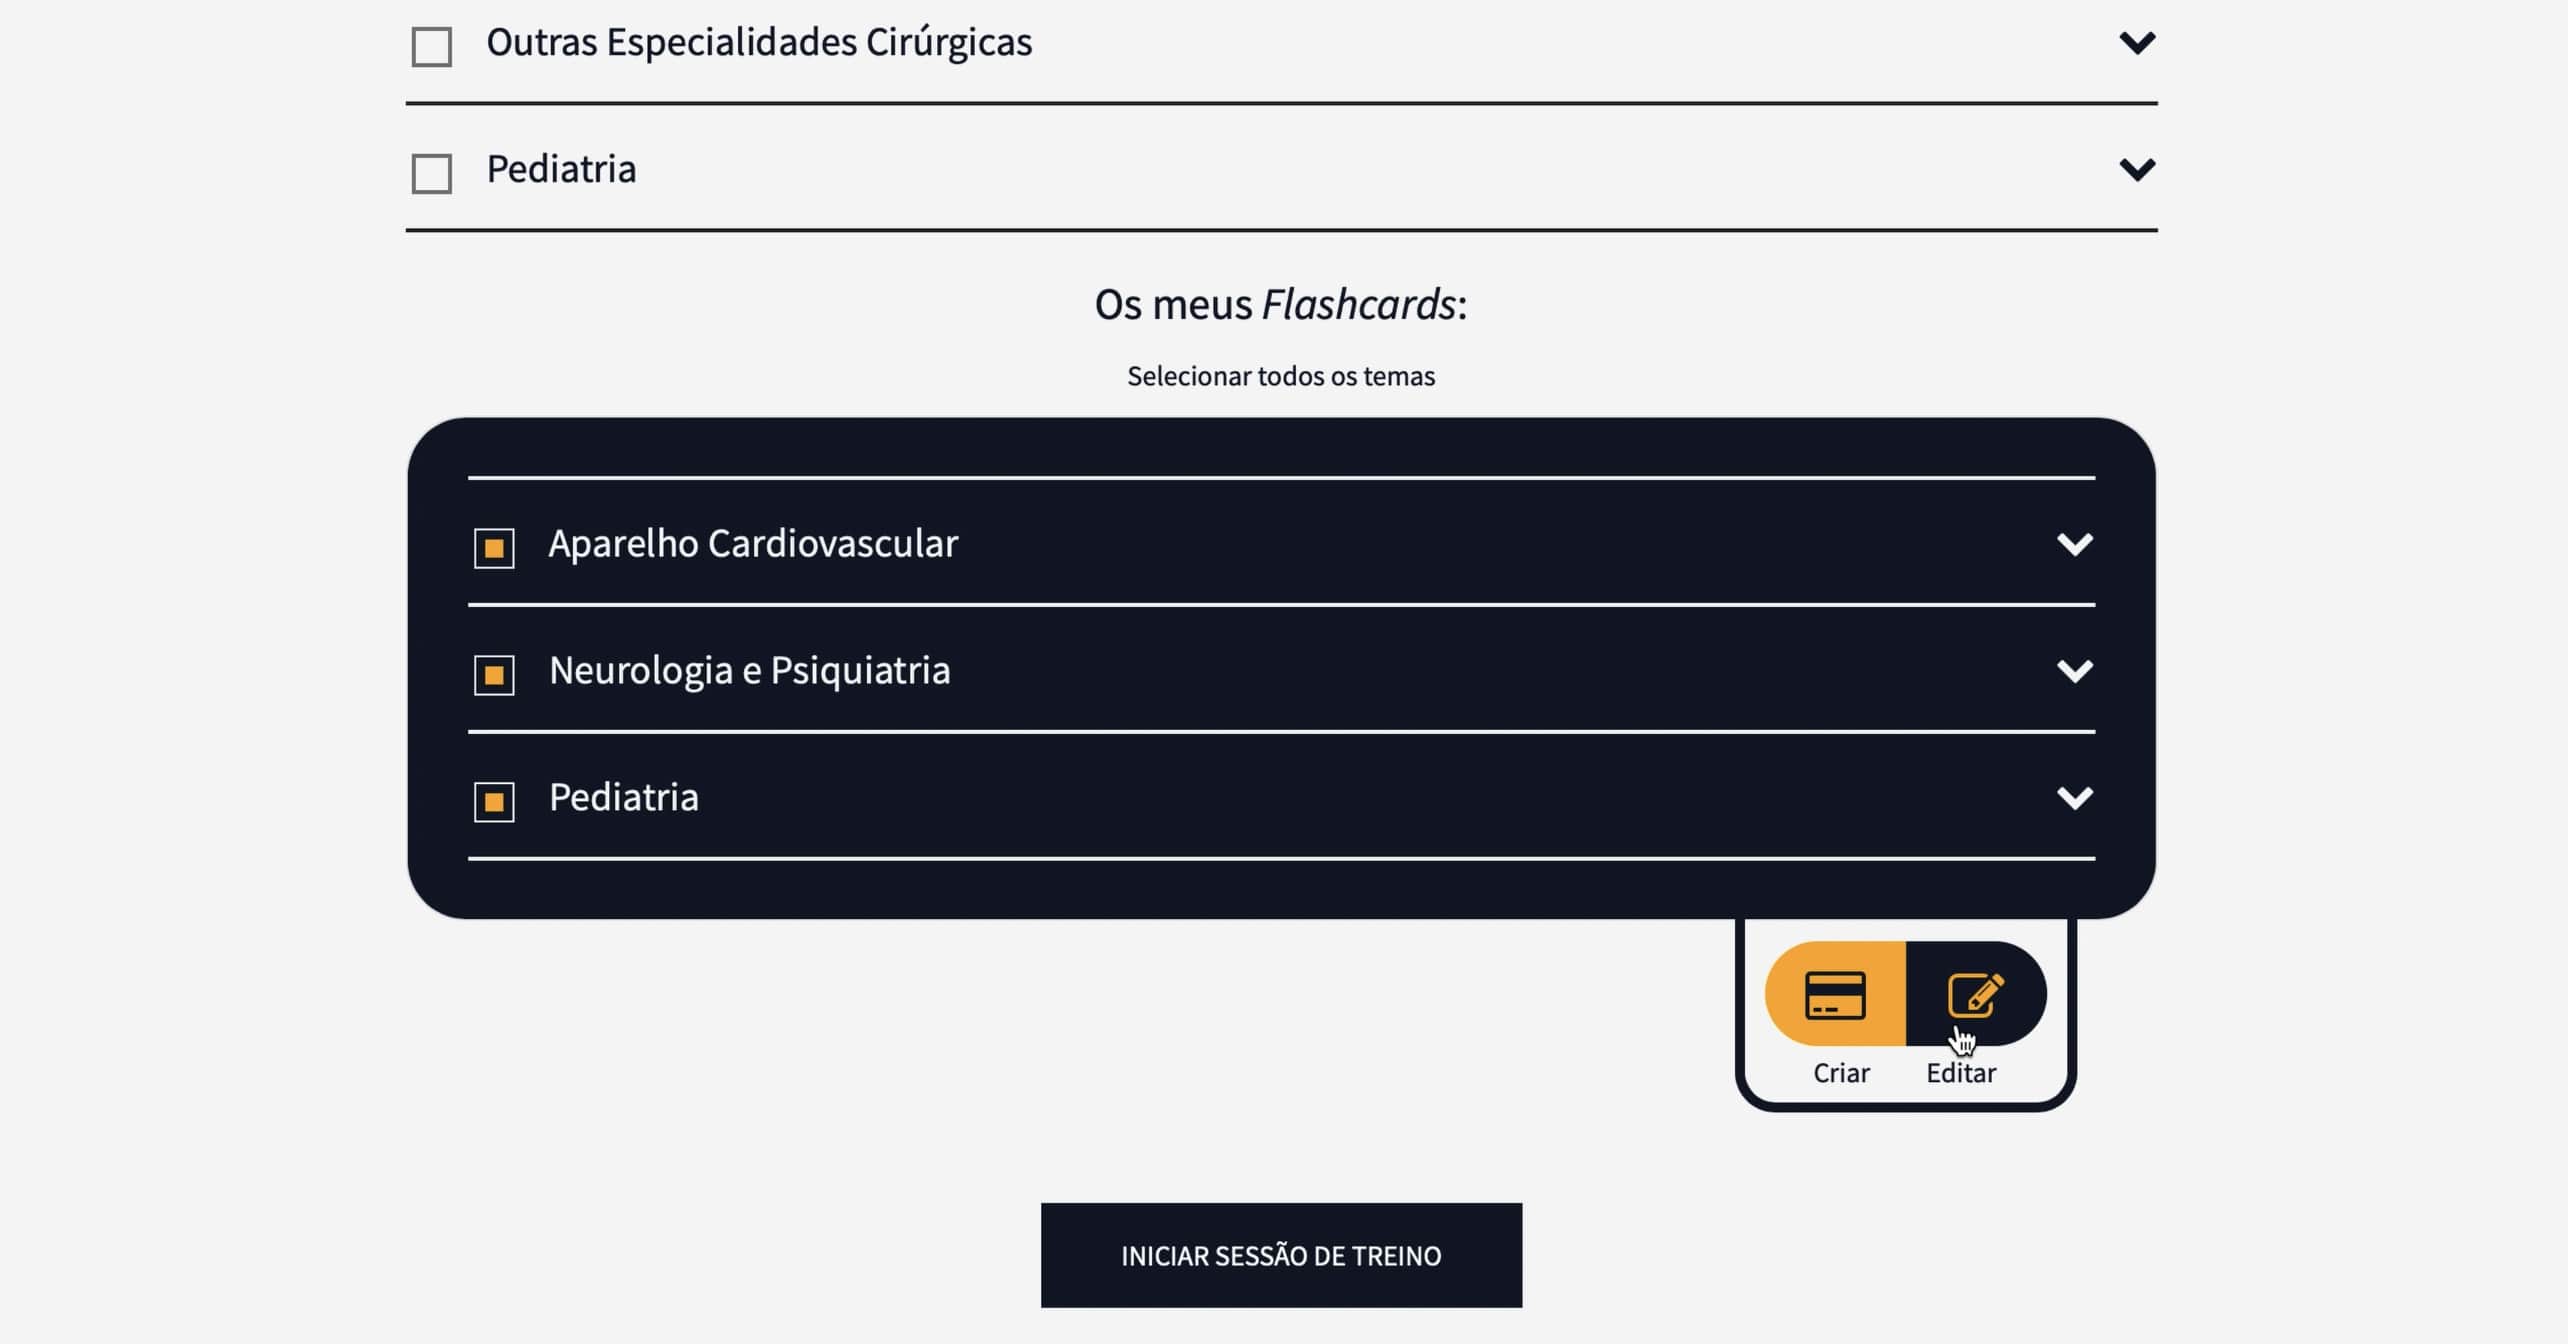 Outras Especialidades Cirúrgicas
Pediatria
Os meus Flashcards:
Selecionar todos os temas
Aparelho Cardiovascular
Neurologia e Psiquiatria
Pediatria
Criar Editar
INICIAR SESSÃO DE TREINO